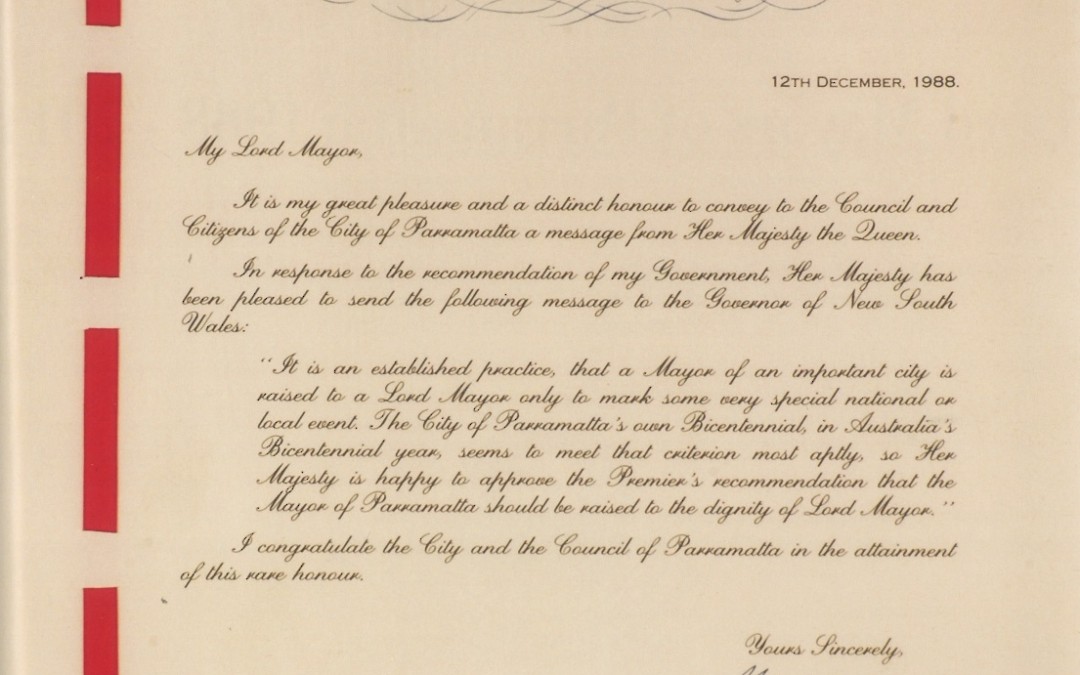 12TH DECEMBER, 1988.
My Lord Mayor,
It is my great pleasure and a distinct honour to convey to the Council and
Citizens of the City of Parramatta a message from Her Majesty the Queen.
In response to the recommendation of my Government, Her Majesty has
been pleased to send the following message to the Governor of New South
Wales:
“It is an established practice, that a Mayor of an important city is
raised to a Lord Mayor only to mark some very special national or
local event. The City of Parramatta's own Bicentennial, in Australia's
Bicentennial year, seems to meet that criterion most aptly, so Her
Majesty is happy to approve the Premier's recommendation that the
Mayor of Parramatta should be raised to the dignity of Lord Mayor.”
I congratulate the City and the Council of Parramatta in the attainment
of this rare honour.
Yours Sincerely,